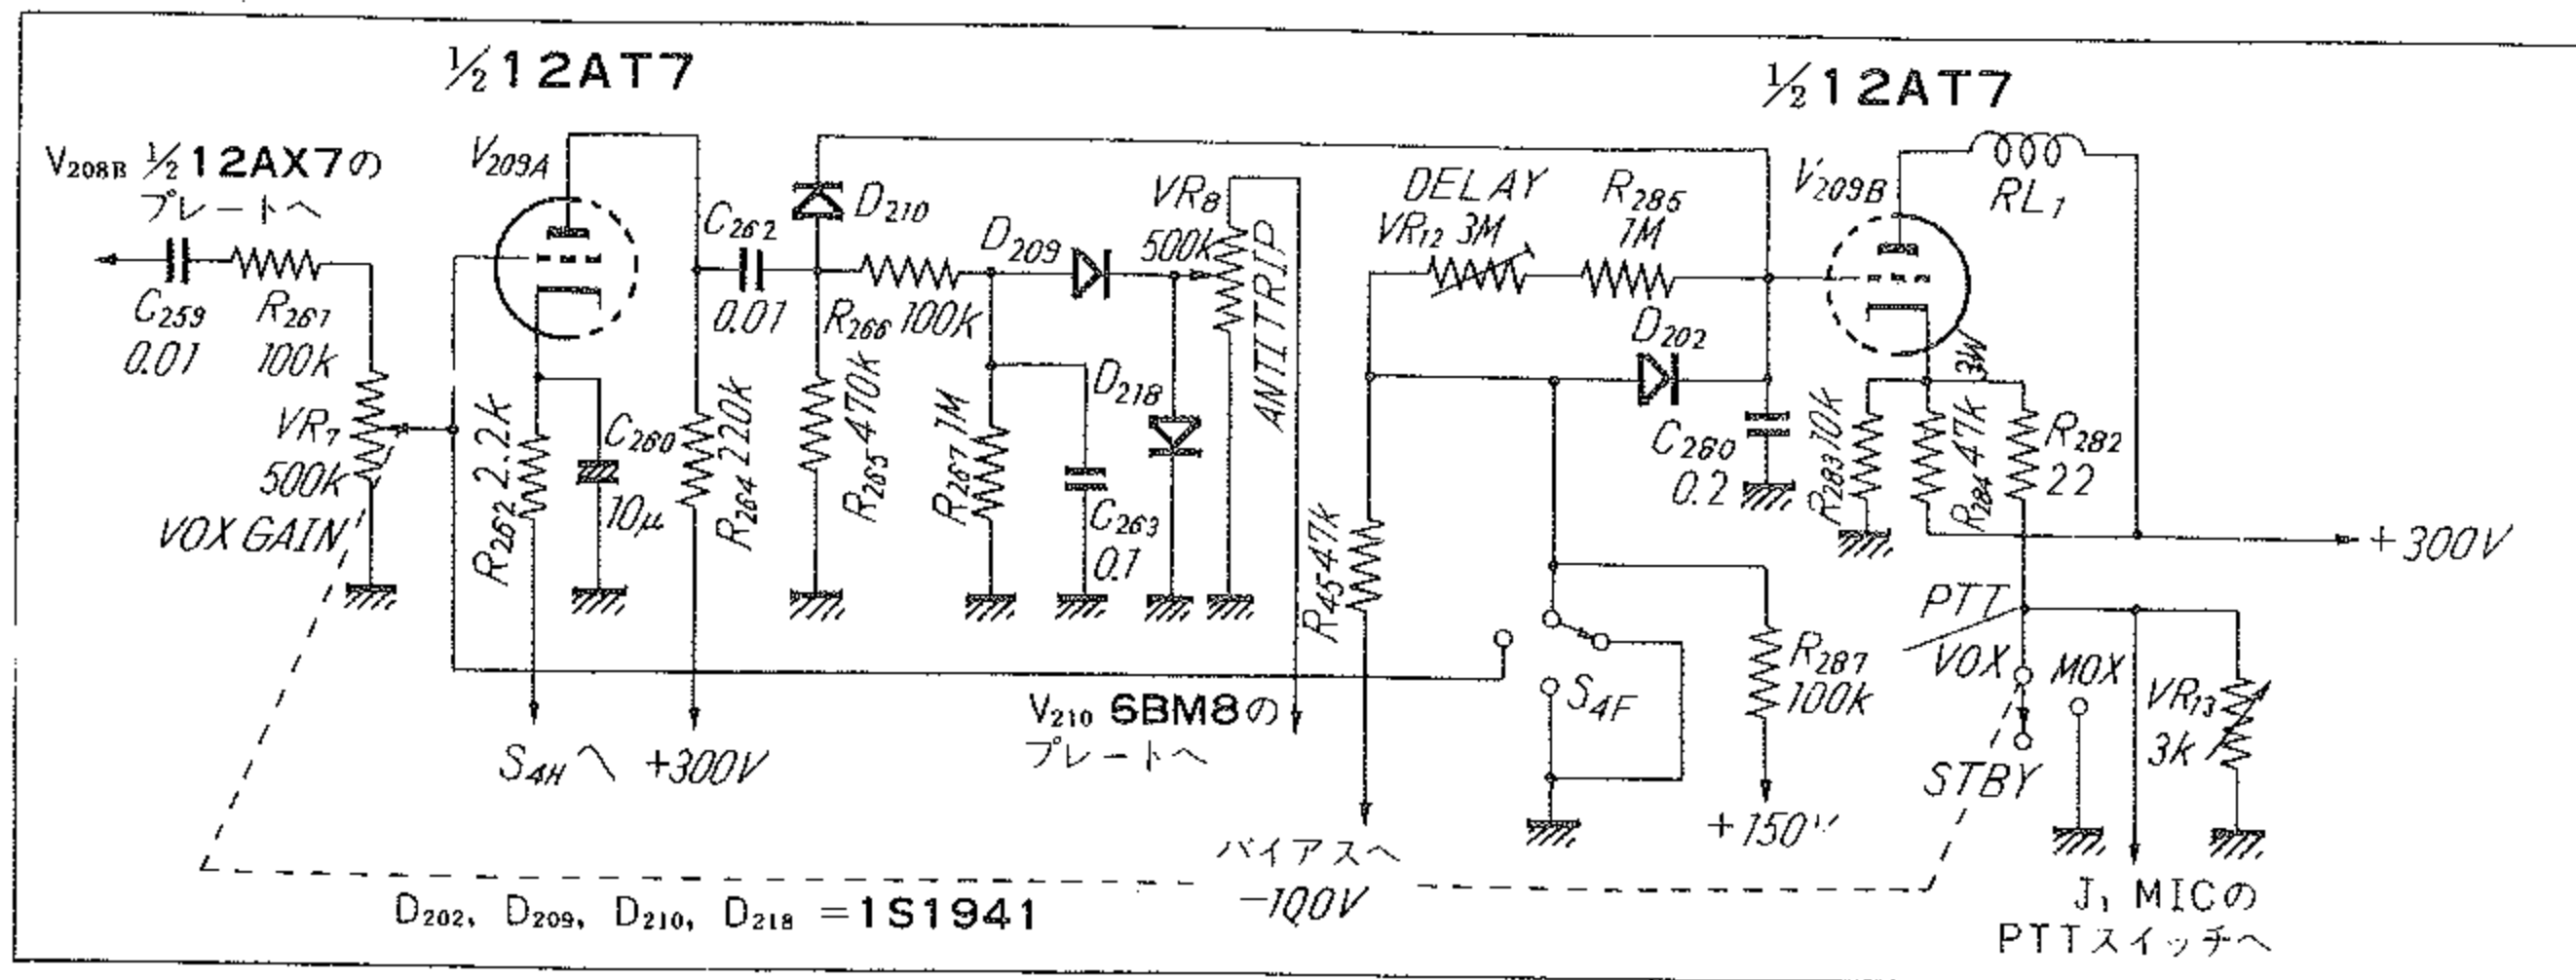 ½12AT7
½12AT7
V208B ½12AX7の
プレートへ
C259
0.01
R261
100k
VR7
500k
VOX GAIN
V209A
R262 2.2k
C260
10μ
S4Hへ
C262
0.01
R264 220k
+300V
D210
R265 470k
R266 100k
R267 1M
D209
C263
0.1
D218
VR8
500k
ANTI TRIP
V210 6BM8の
プレートへ
DELAY
VR12 3M
R285
1M
D202
C280
0.2
R45 47k
バイアスへ
-100V
S4F
R287
100k
+150V
V209B
RL1
3W
R283 10k
R284 47k
R282
22
+300V
PTT
VOX
MOX
STBY
VR13
3k
J1 MICの
PTTスイッチへ
D202, D209, D210, D218 =1S1941